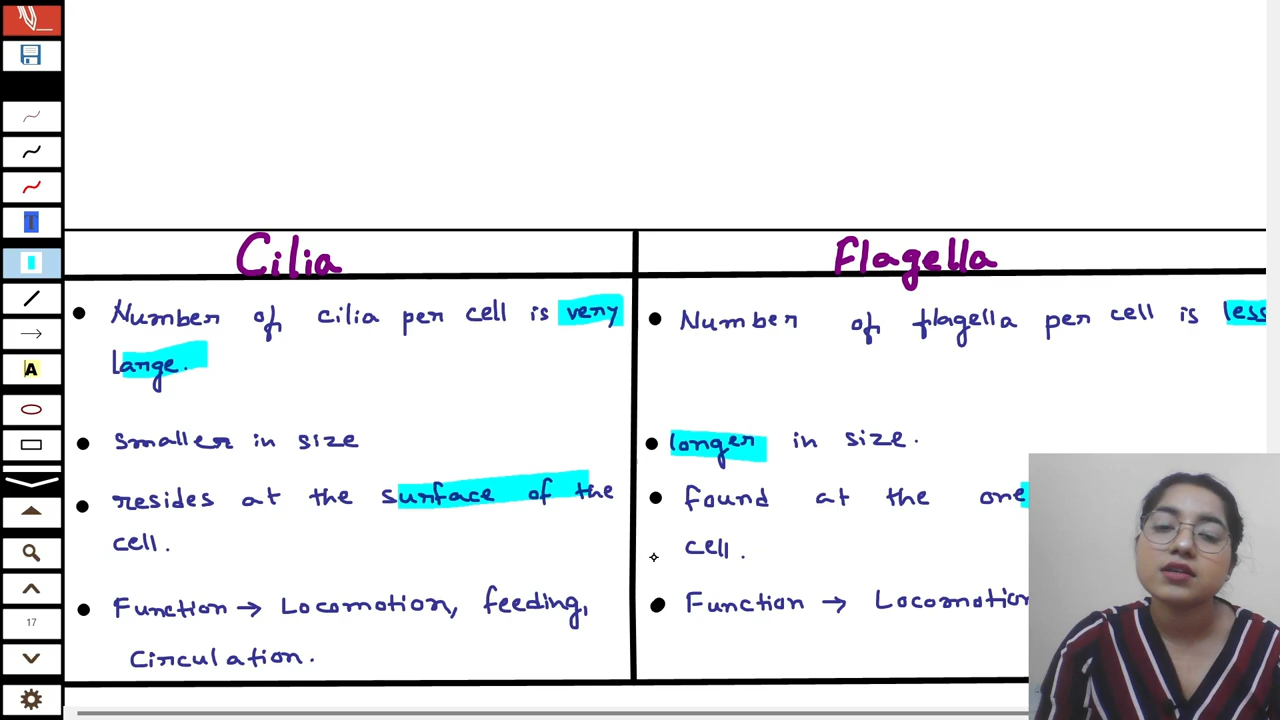 Cilia
Flagella
• Number of cilia per cell is very
large.
• Number of flagella per cell is less
• smaller in size
• longer in size.
• resides at the surface of the
cell.
• found at the one
cell.
• Function → Locomotion, feeding,
Circulation.
• Function → Locomotion
T
A
17